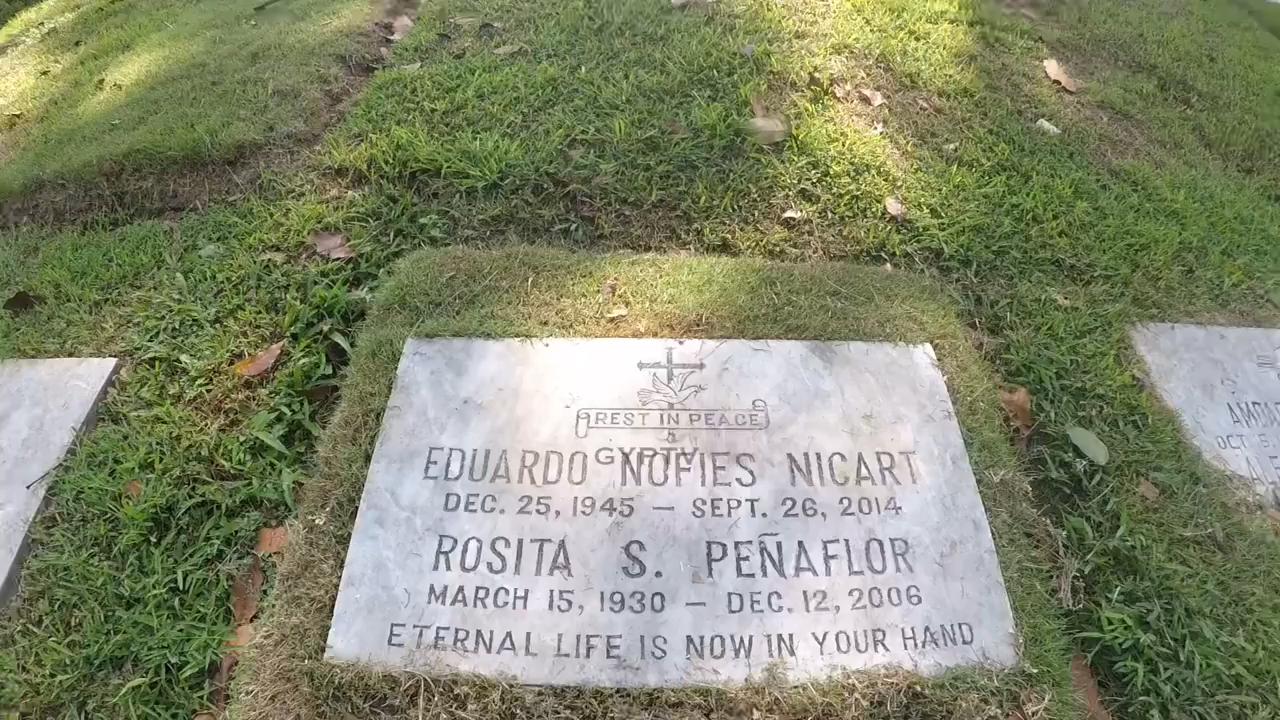 REST IN PEACE
EDUARDO NOFIES NICART
DEC. 25, 1945 — SEPT. 26, 2014
ROSITA S. PEÑAFLOR
MARCH 15, 1930 — DEC. 12, 2006
ETERNAL LIFE IS NOW IN YOUR HAND
OCT